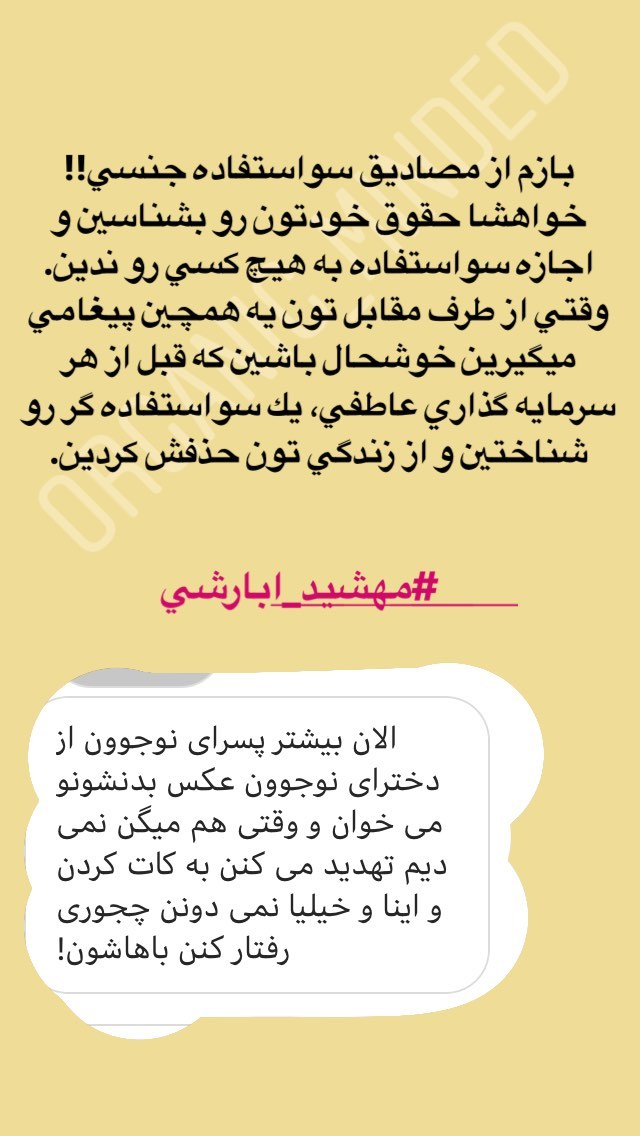 ORGANIC_MINDED
بازم از مصاديق سواستفاده جنسي!!
خواهشا حقوق خودتون رو بشناسين و
اجازه سواستفاده به هيچ كسي رو ندين.
وقتي از طرف مقابل تون يه همچين پيغامي
ميگيرين خوشحال باشين كه قبل از هر
سرمايه گذاري عاطفي، يك سواستفاده گر رو
شناختين و از زندگي تون حذفش كردين.
#مهشيد_ابارشي
الان بیشتر پسرای نوجوون از
دخترای نوجوون عکس بدنشونو
می خوان و وقتی هم میگن نمی
دیم تهدید می کنن به کات کردن
و اینا و خیلیا نمی دونن چجوری
رفتار کنن باهاشون!